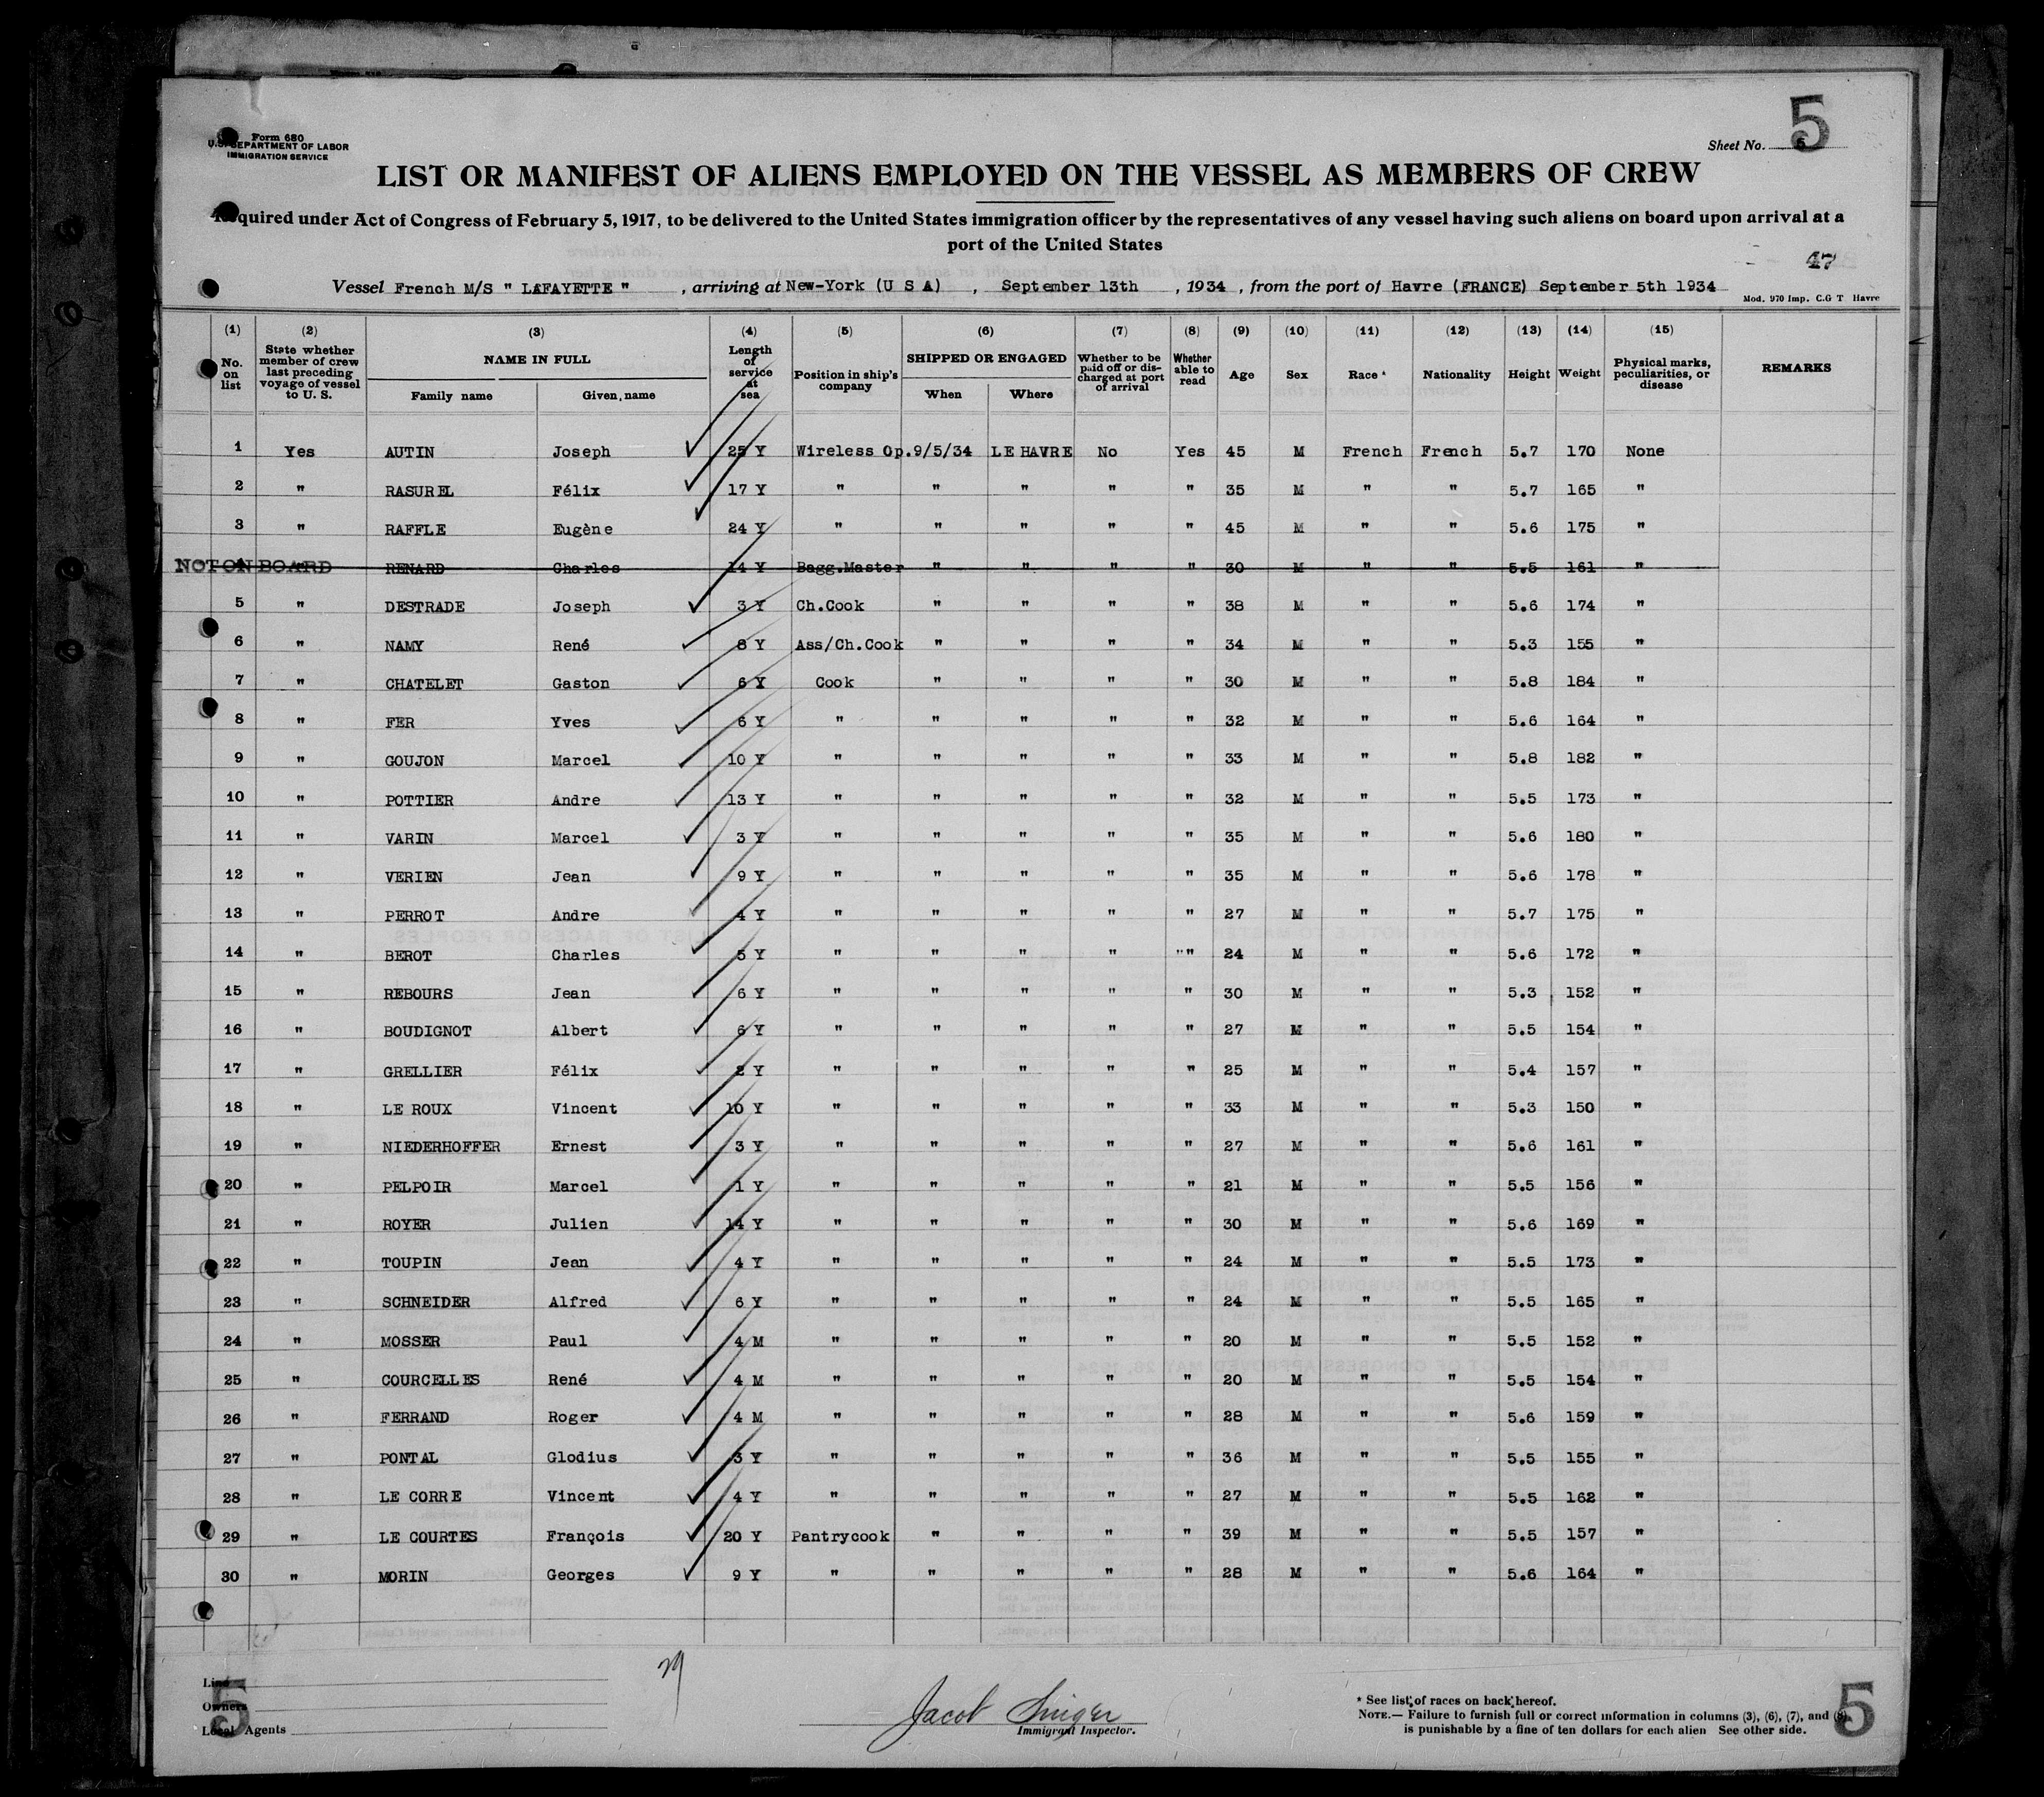 5
Form 680
U.S. DEPARTMENT OF LABOR
IMMIGRATION SERVICE
Sheet No. 5
LIST OR MANIFEST OF ALIENS EMPLOYED ON THE VESSEL AS MEMBERS OF CREW
Required under Act of Congress of February 5, 1917, to be delivered to the United States immigration officer by the representatives of any vessel having such aliens on board upon arrival at a
port of the United States
47
Vessel French M/S " LAFAYETTE " , arriving at New-York (U S A) , September 13th , 1934 , from the port of Havre (FRANCE) September 5th 1934
Mod. 970 Imp. C.G T Havre
(1) (2) (3) (4) (5) (6) (7) (8) (9) (10) (11) (12) (13) (14) (15)
No. on list | State whether member of crew last preceding voyage of vessel to U. S. | NAME IN FULL | Length of service at sea | Position in ship's company | SHIPPED OR ENGAGED | Whether to be paid off or discharged at port of arrival | Whether able to read | Age | Sex | Race * | Nationality | Height | Weight | Physical marks, peculiarities, or disease | REMARKS
Family name | Given name | When | Where
1 Yes AUTIN Joseph 25 Y Wireless Op. 9/5/34 LE HAVRE No Yes 45 M French French 5.7 170 None
2 " RASUREL Félix 17 Y " " " " " 35 M " " 5.7 165 "
3 " RAFFLE Eugène 24 Y " " " " " 45 M " " 5.6 175 "
NOT ON BOARD 4 " RENARD Charles 14 Y Bagg.Master " " " " 30 M " " 5.5 161 "
5 " DESTRADE Joseph 3 Y Ch.Cook " " " " 38 M " " 5.6 174 "
6 " NAMY René 8 Y Ass/Ch.Cook " " " " 34 M " " 5.3 155 "
7 " CHATELET Gaston 6 Y Cook " " " " 30 M " " 5.8 184 "
8 " FER Yves 6 Y " " " " " 32 M " " 5.6 164 "
9 " GOUJON Marcel 10 Y " " " " " 33 M " " 5.8 182 "
10 " POTTIER Andre 13 Y " " " " " 32 M " " 5.5 173 "
11 " VARIN Marcel 3 Y " " " " " 35 M " " 5.6 180 "
12 " VERIEN Jean 9 Y " " " " " 35 M " " 5.6 178 "
13 " PERROT Andre 4 Y " " " " " 27 M " " 5.7 175 "
14 " BEROT Charles 5 Y " " " " "" 24 M " " 5.6 172 "
15 " REBOURS Jean 6 Y " " " " " 30 M " " 5.3 152 "
16 " BOUDIGNOT Albert 6 Y " " " " " 27 M " " 5.5 154 "
17 " GRELLIER Félix 2 Y " " " " " 25 M " " 5.4 157 "
18 " LE ROUX Vincent 10 Y " " " " " 33 M " " 5.3 150 "
19 " NIEDERHOFFER Ernest 3 Y " " " " " 27 M " " 5.6 161 "
20 " PELPOIR Marcel 1 Y " " " " " 21 M " " 5.5 156 "
21 " ROYER Julien 14 Y " " " " " 30 M " " 5.6 169 "
22 " TOUPIN Jean 4 Y " " " " " 24 M " " 5.5 173 "
23 " SCHNEIDER Alfred 6 Y " " " " " 24 M " " 5.5 165 "
24 " MOSSER Paul 4 M " " " " " 20 M " " 5.5 152 "
25 " COURCELLES René 4 M " " " " " 20 M " " 5.5 154 "
26 " FERRAND Roger 4 M " " " " " 28 M " " 5.6 159 "
27 " PONTAL Glodius 3 Y " " " " " 36 M " " 5.5 155 "
28 " LE CORRE Vincent 4 Y " " " " " 27 M " " 5.5 162 "
29 " LE COURTES François 20 Y Pantrycook " " " " 39 M " " 5.5 157 "
30 " MORIN Georges 9 Y " " " " " 28 M " " 5.6 164 "
Line
Owners
Local Agents
5
29
Jacob Singer
Immigrant Inspector.
* See list of races on back hereof.
NOTE.— Failure to furnish full or correct information in columns (3), (6), (7), and (8)
is punishable by a fine of ten dollars for each alien See other side.
5